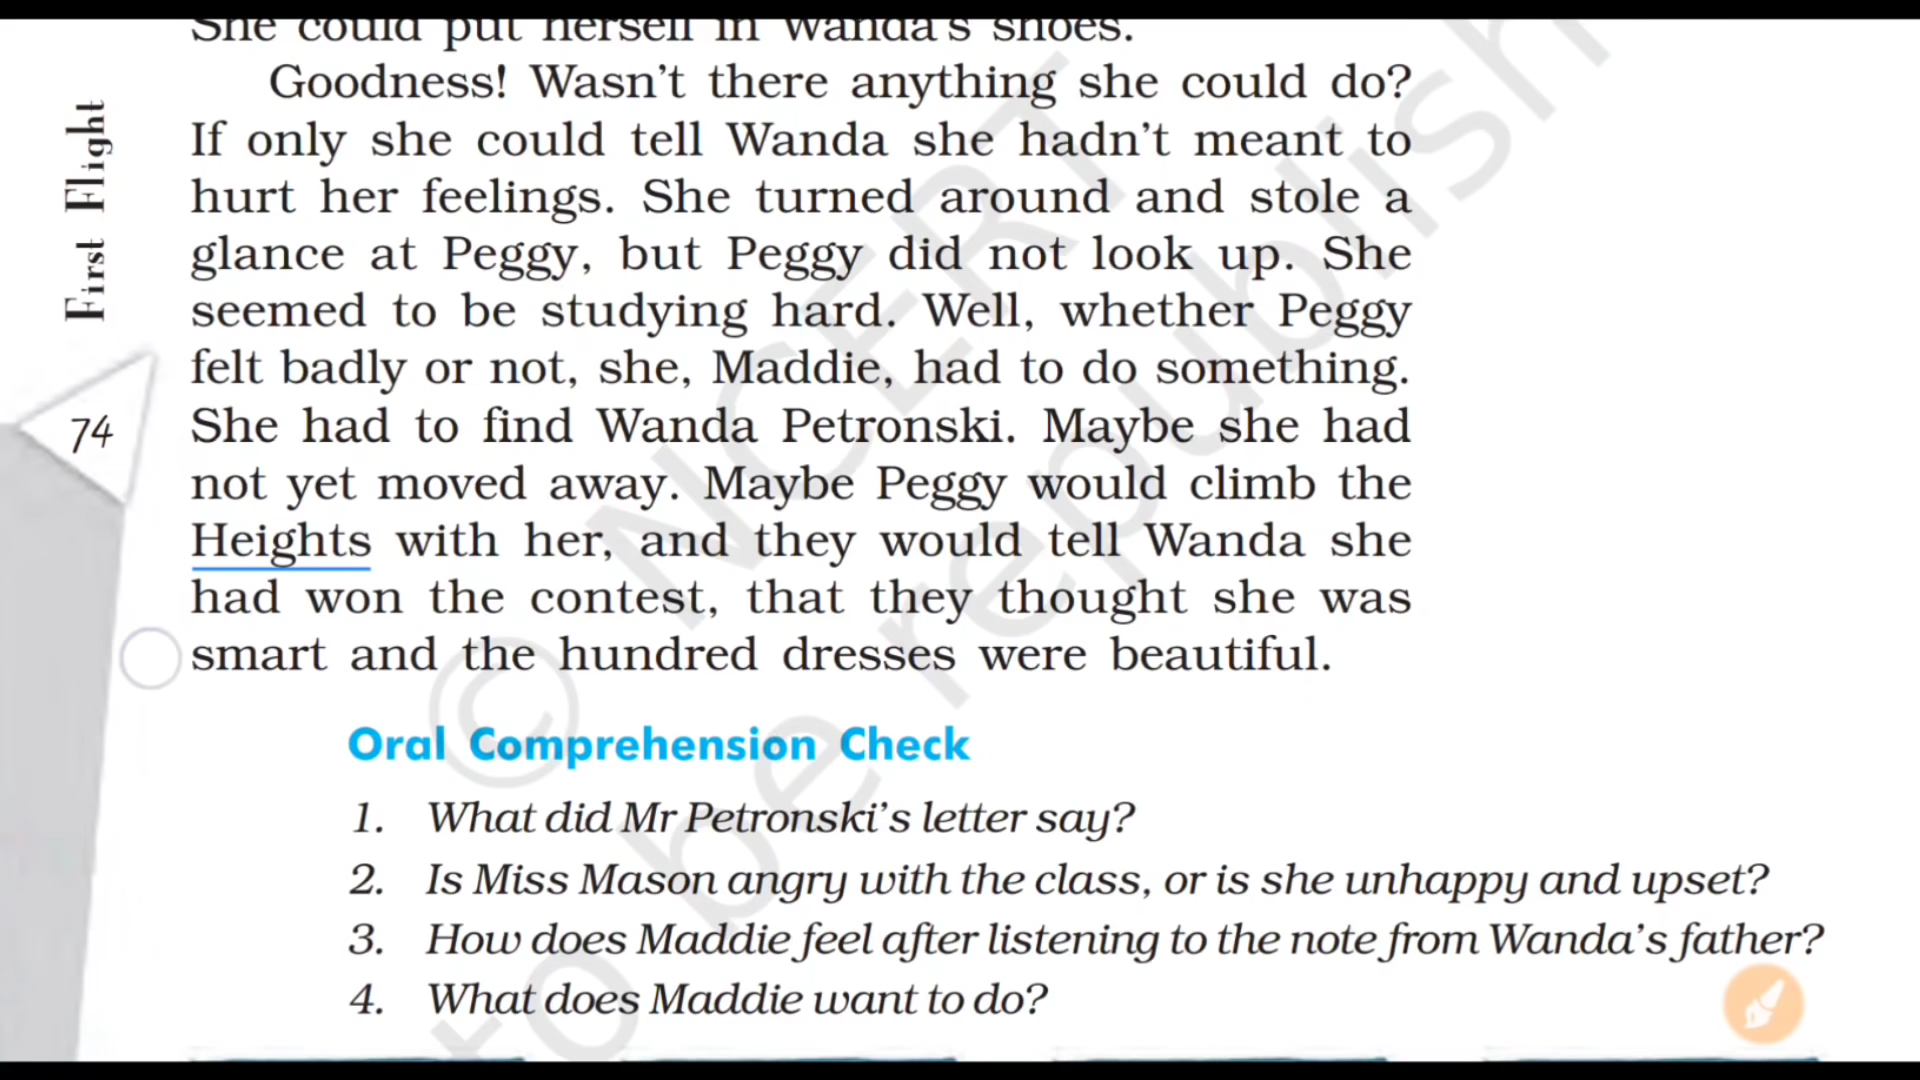 She could put herself in Wanda's shoes.
Goodness! Wasn't there anything she could do?
If only she could tell Wanda she hadn't meant to
hurt her feelings. She turned around and stole a
glance at Peggy, but Peggy did not look up. She
seemed to be studying hard. Well, whether Peggy
felt badly or not, she, Maddie, had to do something.
She had to find Wanda Petronski. Maybe she had
not yet moved away. Maybe Peggy would climb the
Heights with her, and they would tell Wanda she
had won the contest, that they thought she was
smart and the hundred dresses were beautiful.
First Flight
74
Oral Comprehension Check
1. What did Mr Petronski's letter say?
2. Is Miss Mason angry with the class, or is she unhappy and upset?
3. How does Maddie feel after listening to the note from Wanda's father?
4. What does Maddie want to do?
© NCERT
to be republish